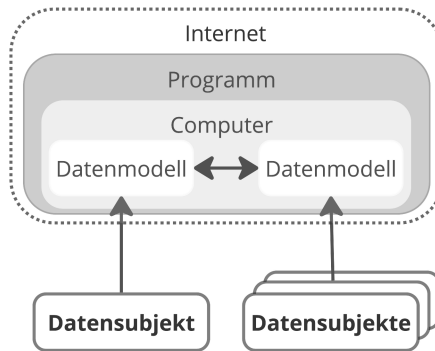 Internet
Programm
Computer
Datenmodell
Datenmodell
Datensubjekt
Datensubjekte